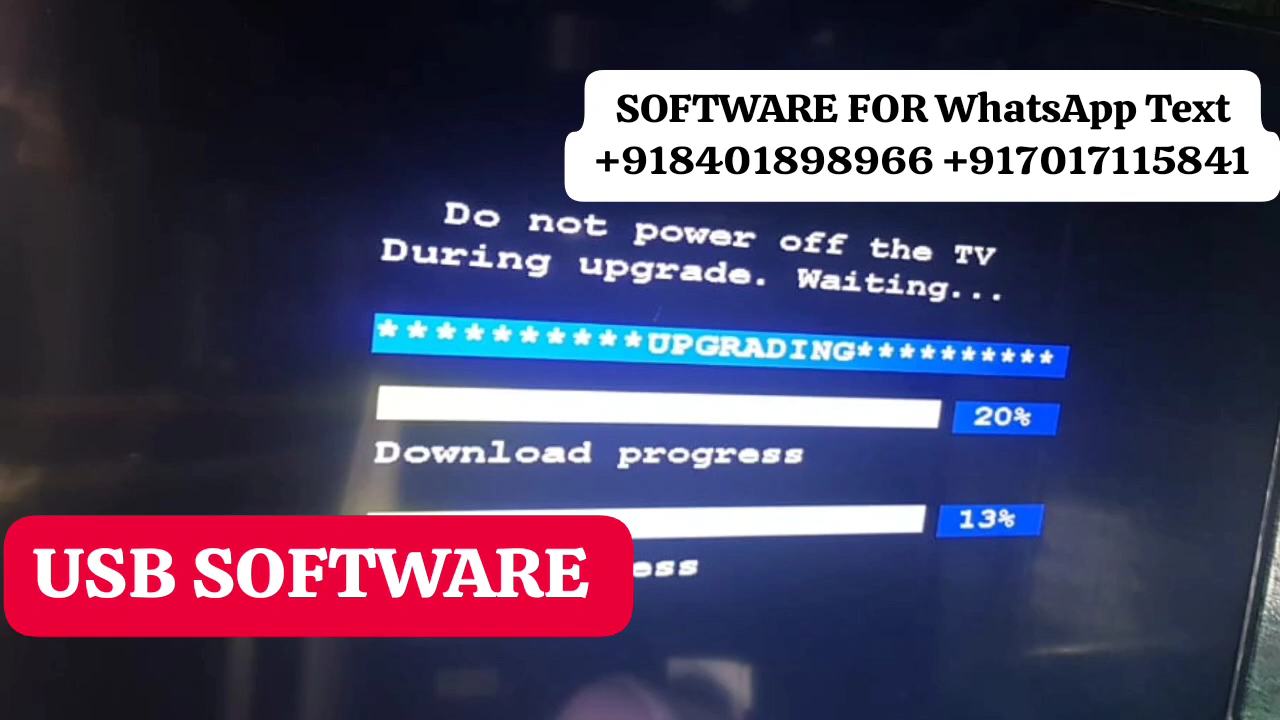 SOFTWARE FOR WhatsApp Text
+918401898966 +917017115841
Do not power off the TV
During upgrade. Waiting...
**********UPGRADING**********
20%
Download progress
13%
ess
USB SOFTWARE